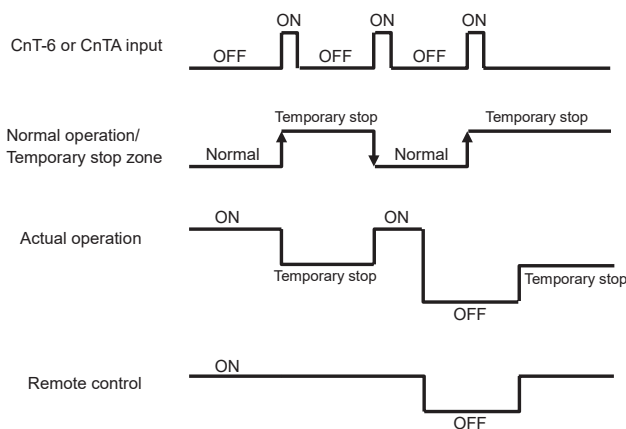 ON ON ON
CnT-6 or CnTA input
OFF OFF OFF
Temporary stop Temporary stop
Normal operation/
Temporary stop zone
Normal Normal
ON ON
Actual operation
Temporary stop Temporary stop
OFF
ON
Remote control
OFF